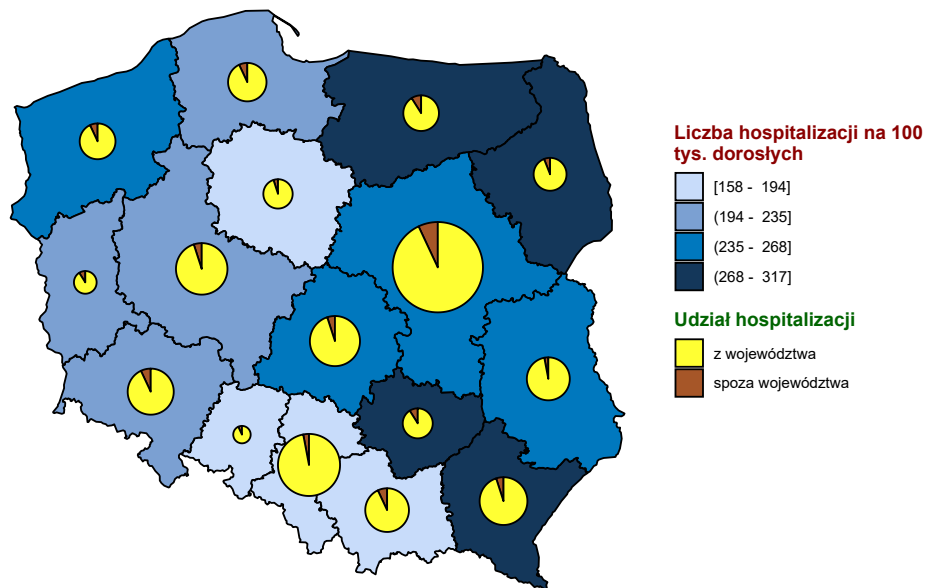 Liczba hospitalizacji na 100
tys. dorosłych
[158 - 194]
(194 - 235]
(235 - 268]
(268 - 317]
Udział hospitalizacji
z województwa
spoza województwa